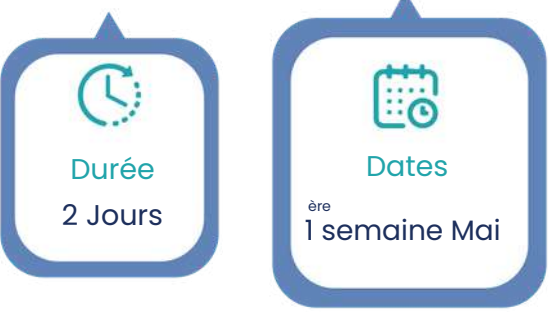 Durée
2 Jours
Dates
ère
1 semaine Mai